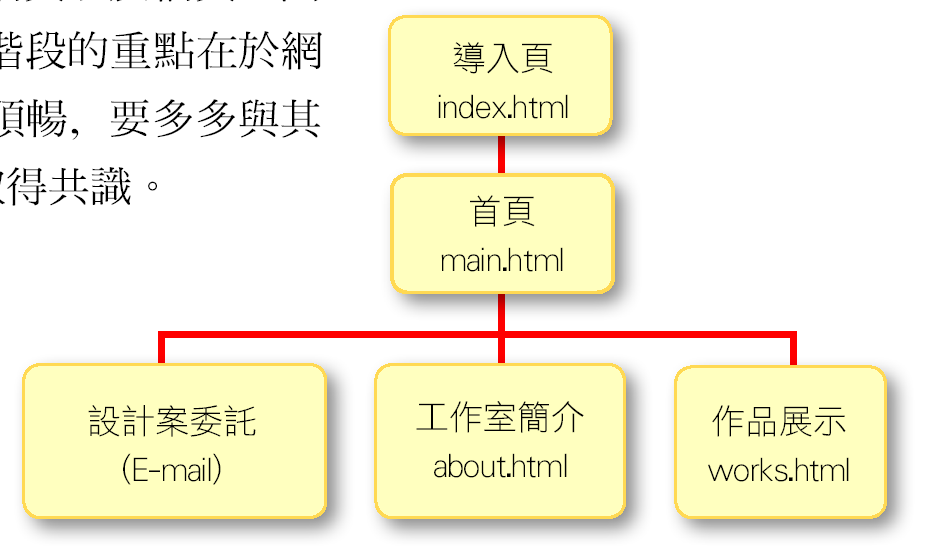 階段的重點在於網
順暢，要多多與其
得共識。
導入頁
index.html
首頁
main.html
設計案委託
(E-mail)
工作室簡介
about.html
作品展示
works.html